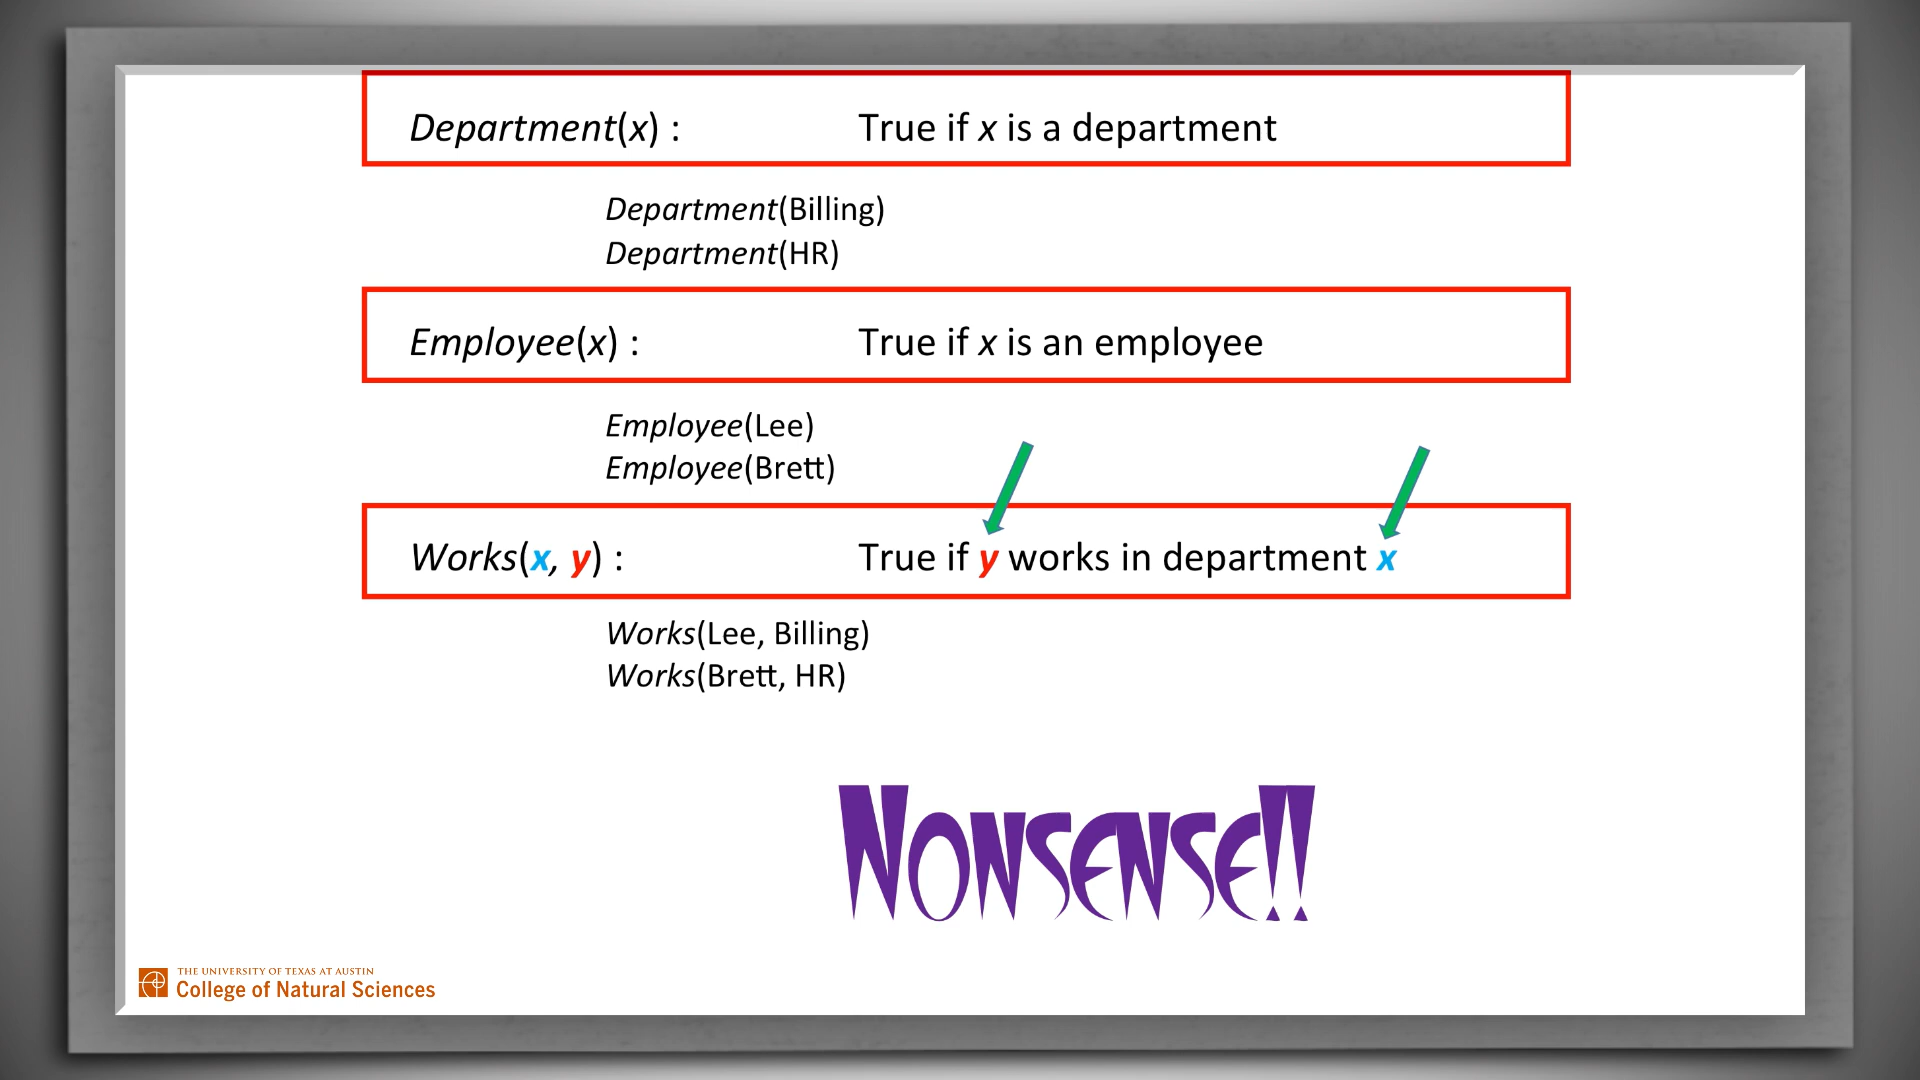 Department(x) : True if x is a department
Department(Billing)
Department(HR)
Employee(x) : True if x is an employee
Employee(Lee)
Employee(Brett)
Works(x, y) : True if y works in department x
Works(Lee, Billing)
Works(Brett, HR)
Nonsense!!
THE UNIVERSITY OF TEXAS AT AUSTIN
College of Natural Sciences